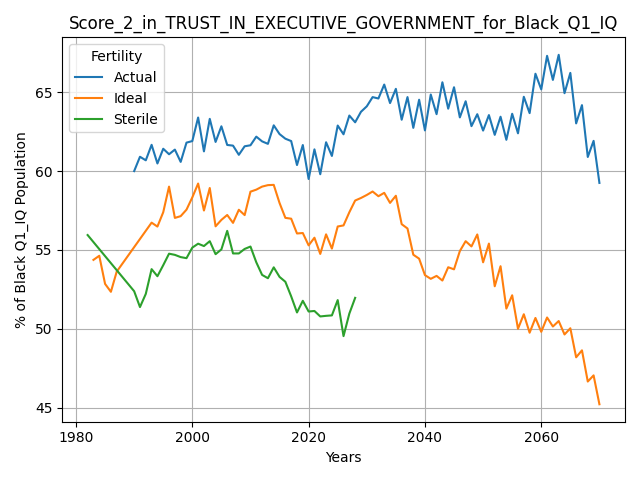 Score_2_in_TRUST_IN_EXECUTIVE_GOVERNMENT_for_Black_Q1_IQ
Fertility
Actual
Ideal
Sterile
% of Black Q1_IQ Population
65
60
55
50
45
1980
2000
2020
2040
2060
Years